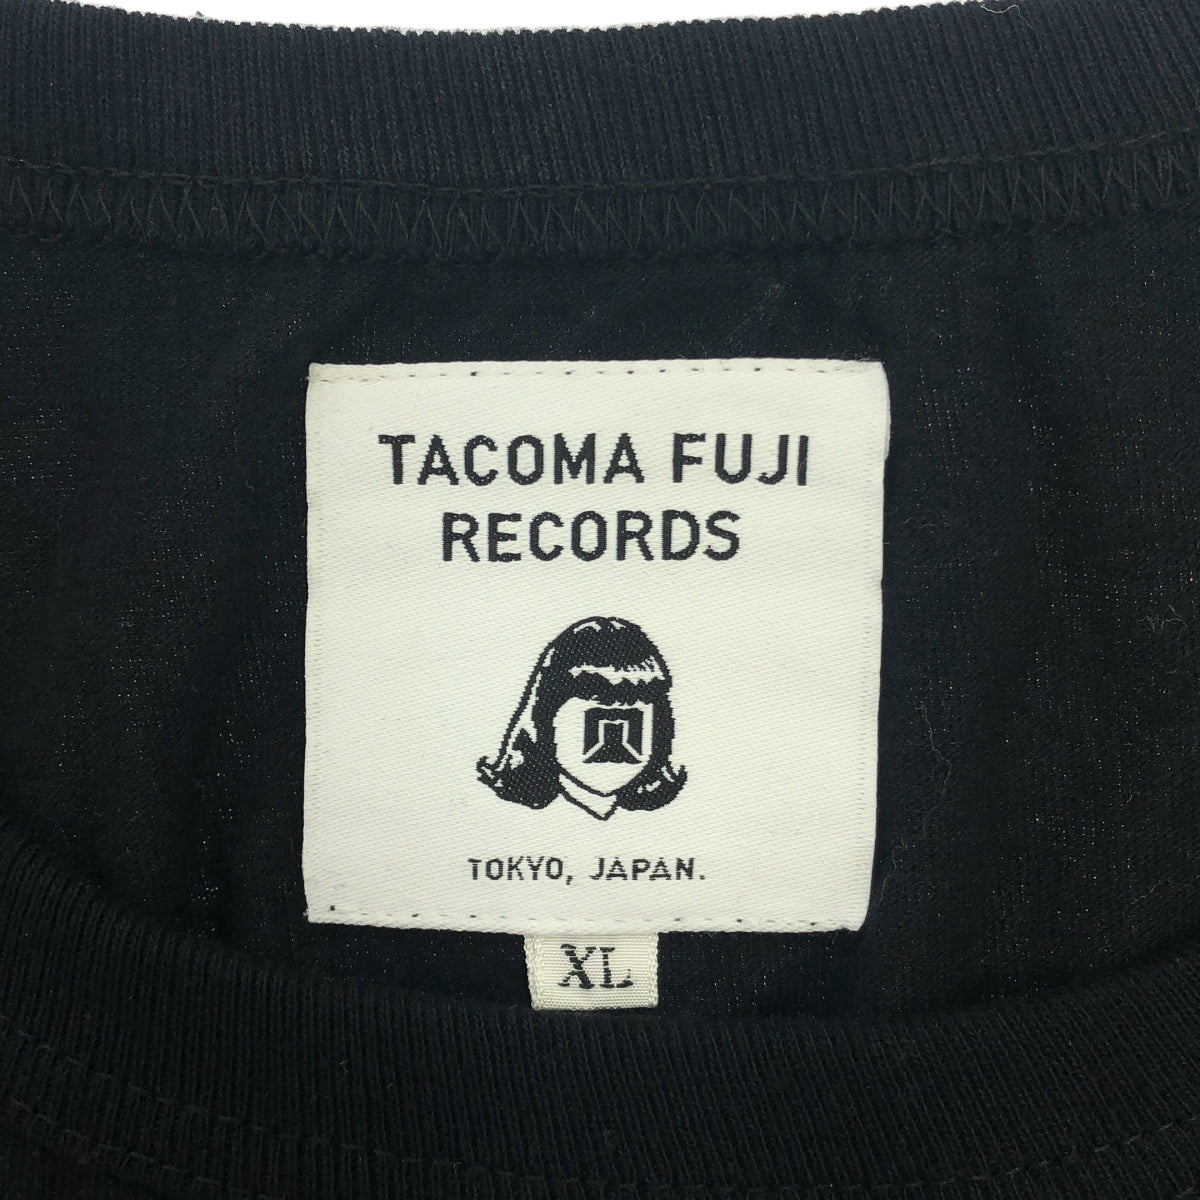 TACOMA FUJI
RECORDS
TOKYO, JAPAN.
XL